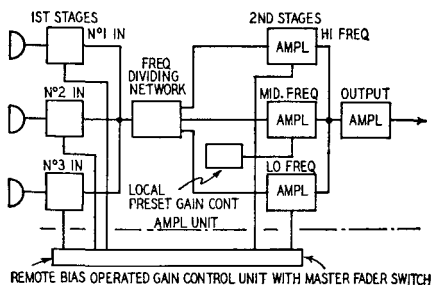 1ST STAGES
2ND STAGES
Nº1 IN
AMPL
HI FREQ
FREQ
DIVIDING
NETWORK
Nº2 IN
MID. FREQ
AMPL
OUTPUT
AMPL
Nº3 IN
LO FREQ
AMPL
LOCAL
PRESET GAIN CONT
AMPL UNIT
REMOTE BIAS OPERATED GAIN CONTROL UNIT WITH MASTER FADER SWITCH